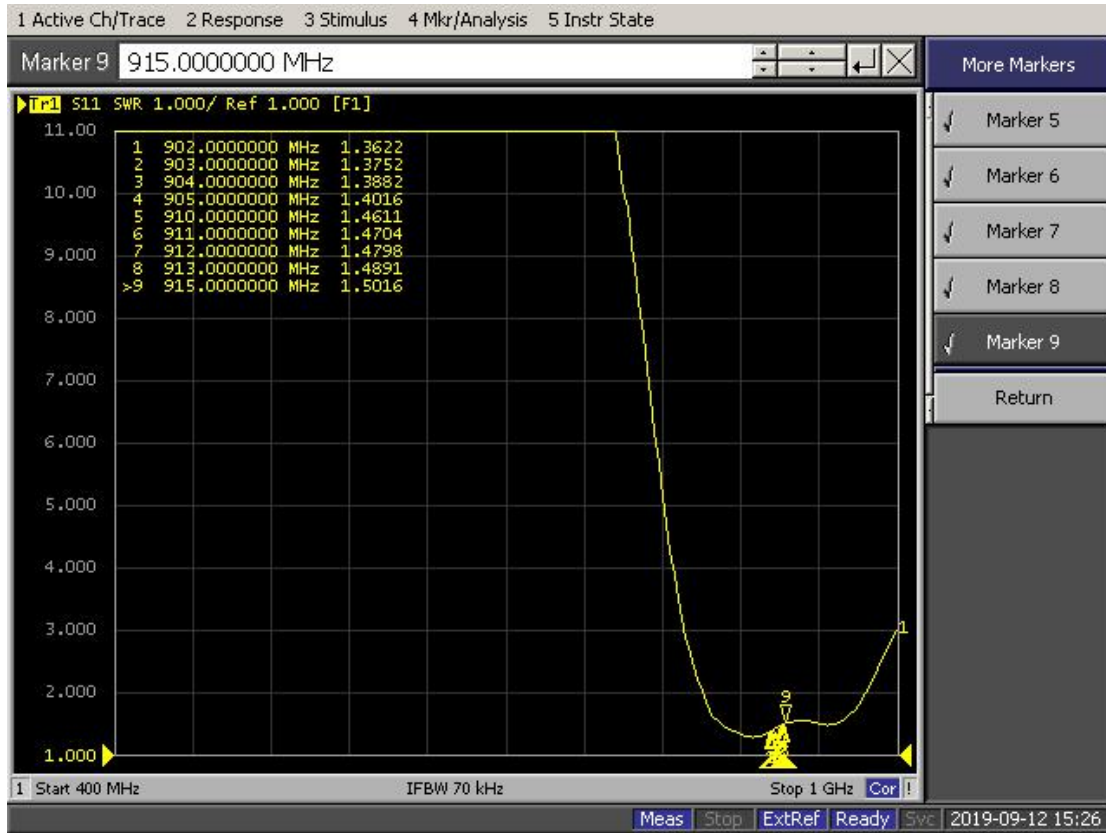 1 Active Ch/Trace 2 Response 3 Stimulus 4 Mkr/Analysis 5 Instr State
Marker 9 915.0000000 MHz
More Markers
Tr1 S11 SWR 1.000/ Ref 1.000 [F1]
11.00
1 902.0000000 MHz 1.3622
2 903.0000000 MHz 1.3752
3 904.0000000 MHz 1.3882
4 905.0000000 MHz 1.4016
5 910.0000000 MHz 1.4611
6 911.0000000 MHz 1.4704
7 912.0000000 MHz 1.4798
8 913.0000000 MHz 1.4891
>9 915.0000000 MHz 1.5016
10.00
9.000
8.000
7.000
6.000
5.000
4.000
3.000
2.000
1.000
1
9
Marker 5
Marker 6
Marker 7
Marker 8
Marker 9
Return
1 Start 400 MHz IFBW 70 kHz Stop 1 GHz Cor !
Meas Stop ExtRef Ready Svc 2019-09-12 15:26